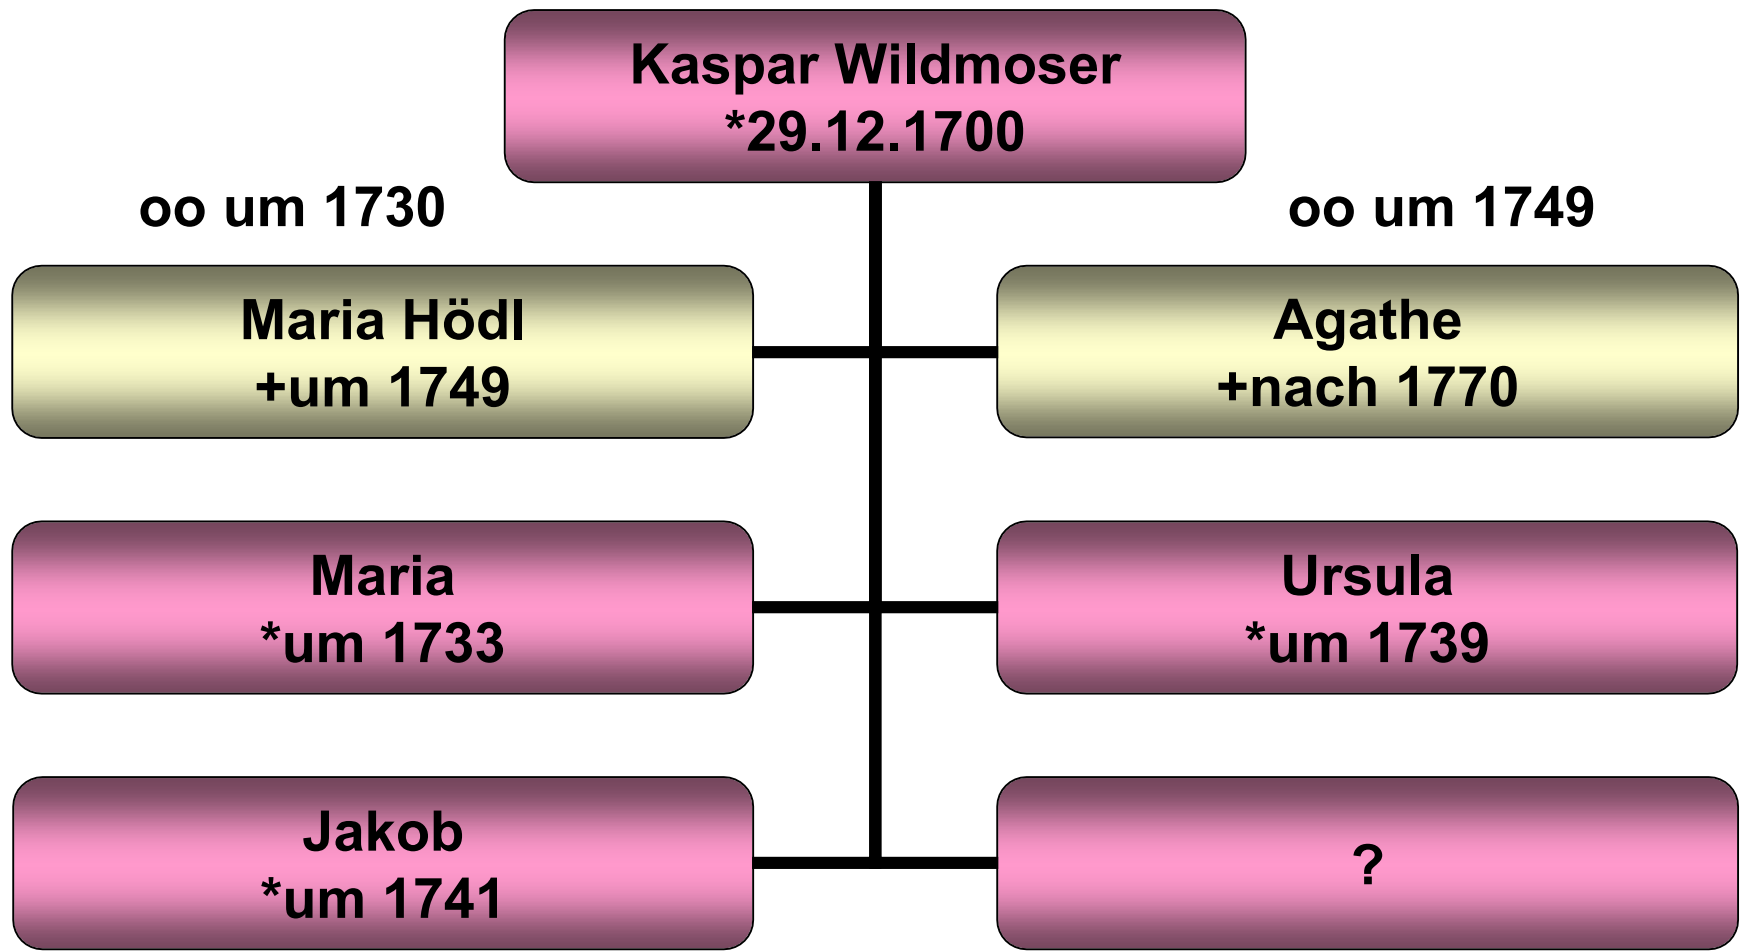 Kaspar Wildmoser
*29.12.1700
oo um 1730
oo um 1749
Maria Hödl
+um 1749
Agathe
+nach 1770
Maria
*um 1733
Ursula
*um 1739
Jakob
*um 1741
?